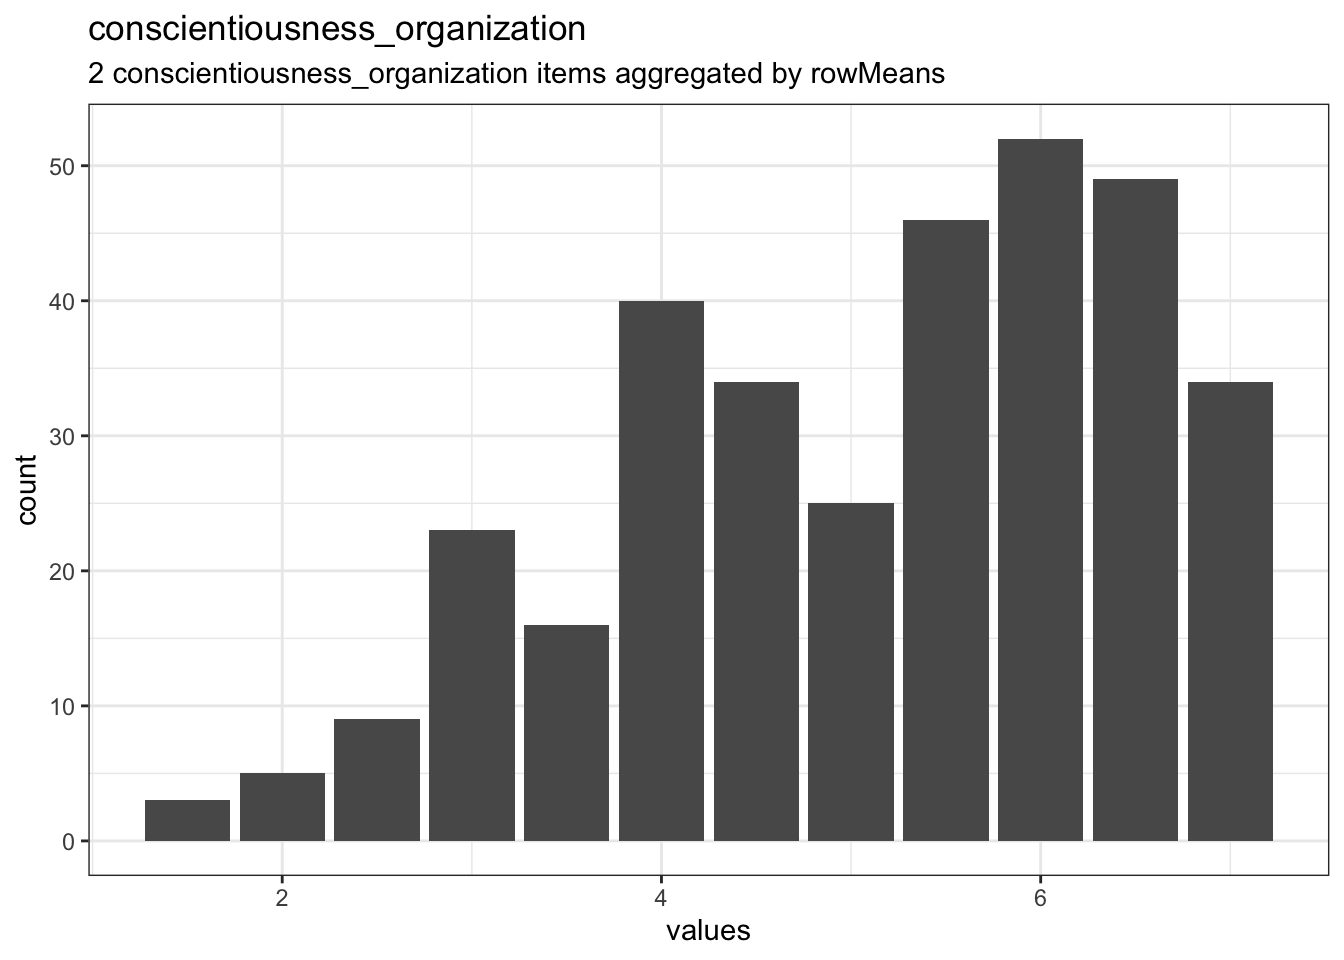 conscientiousness_organization
2 conscientiousness_organization items aggregated by rowMeans
50
40
30
20
10
0
count
2 4 6
values